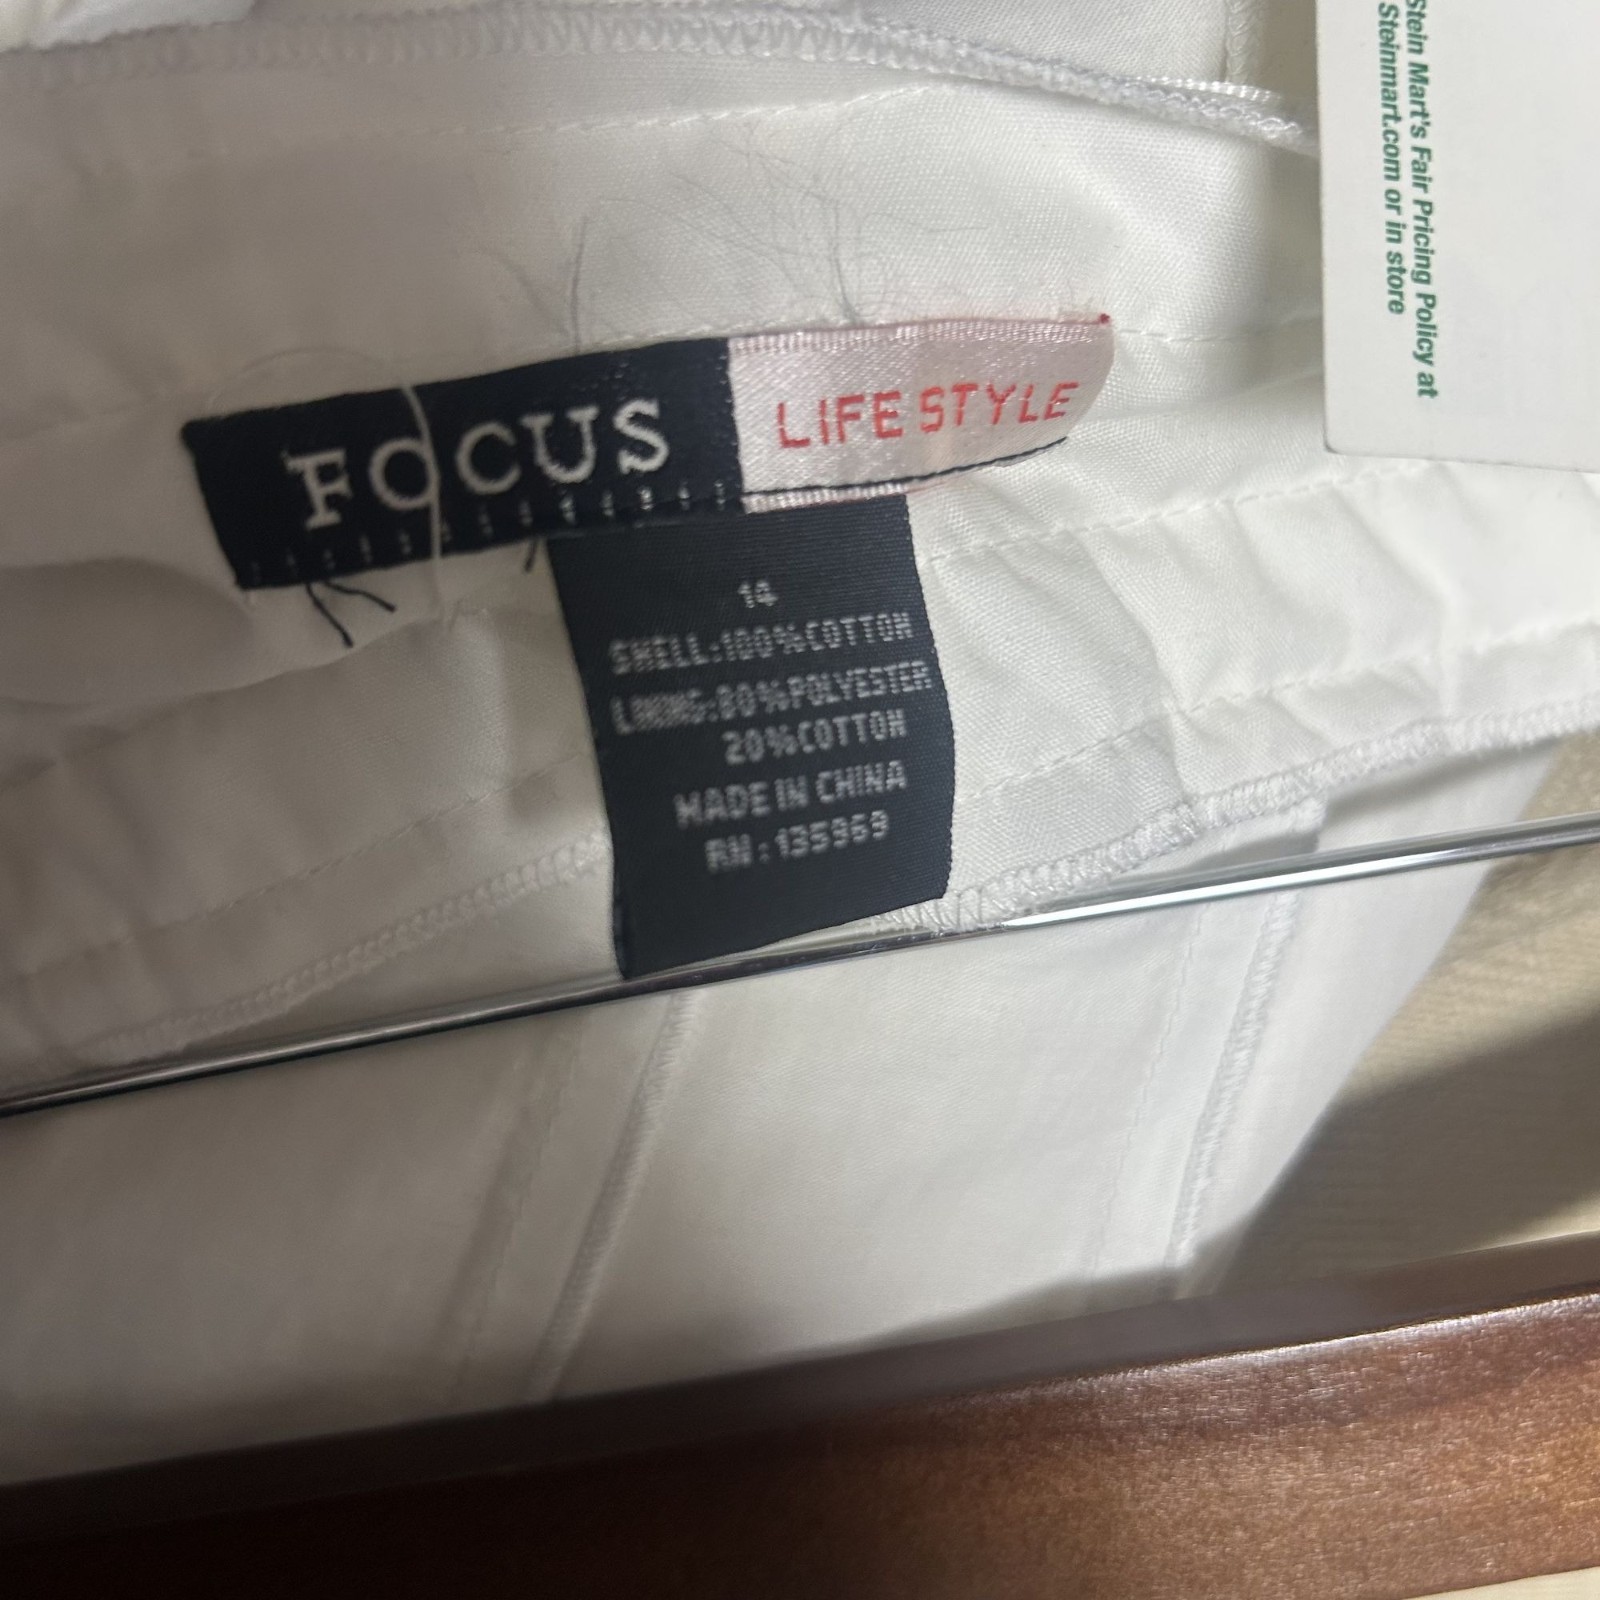 FOCUS LIFE STYLE
14
SHELL:100%COTTON
LINING:80%POLYESTER
20%COTTON
MADE IN CHINA
RN:135969
Stein Mart's Fair Pricing Policy at
Steinmart.com or in store